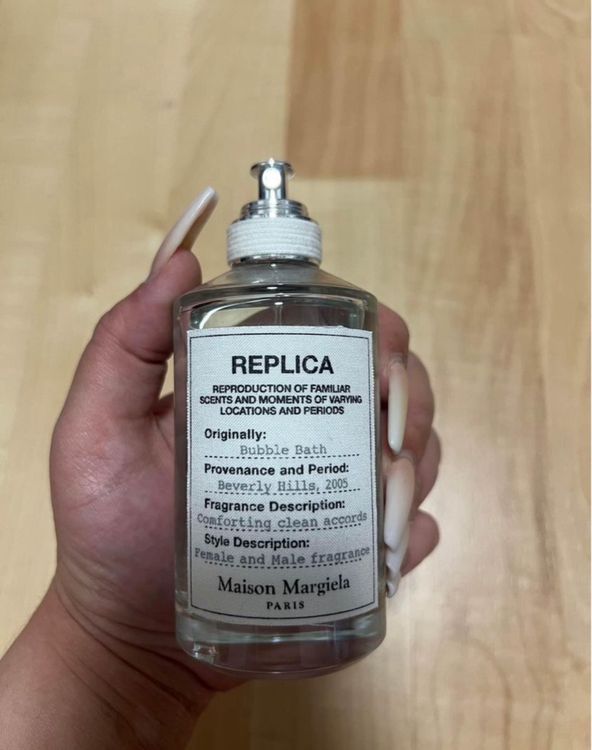 REPLICA
REPRODUCTION OF FAMILIAR
SCENTS AND MOMENTS OF VARYING
LOCATIONS AND PERIODS
Originally:
Bubble Bath
Provenance and Period:
Beverly Hills, 2005
Fragrance Description:
Comforting clean accords
Style Description:
Female and Male fragrance
Maison Margiela
PARIS